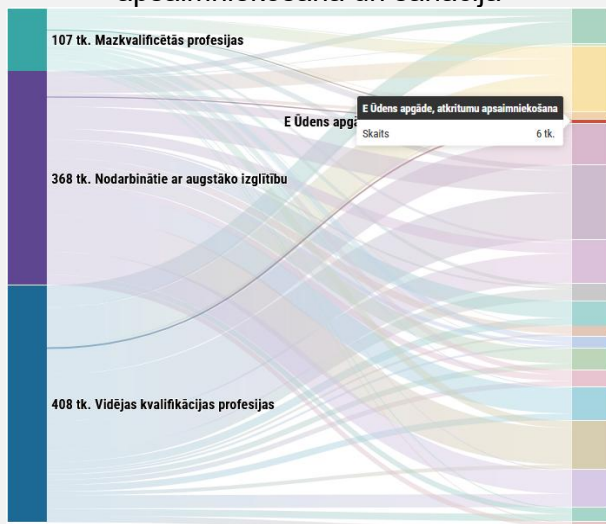 apsaimniekošana un sanācija
107 tk. Mazkvalificētās profesijas
E Ūdens apgāde, atkritumu apsaimniekošana
E Ūdens apgā
Skaits 6 tk.
368 tk. Nodarbinātie ar augstāko izglītību
408 tk. Vidējas kvalifikācijas profesijas